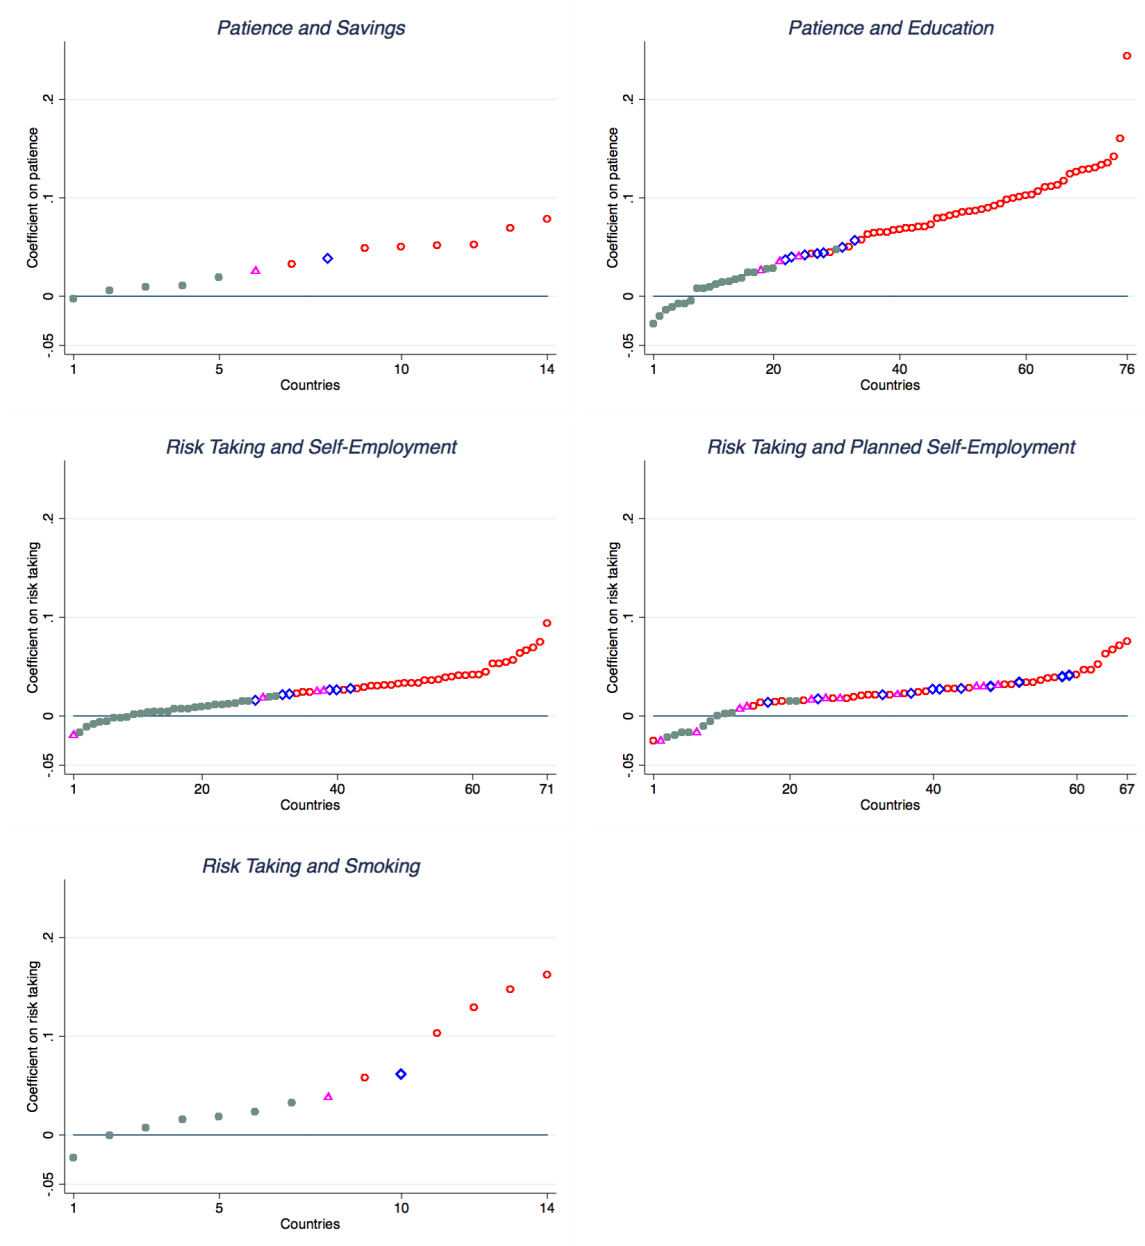 Patience and Savings
Coefficient on patience
.2
.1
0
-.05
1
5
10
14
Countries
Patience and Education
Coefficient on patience
.2
.1
0
-.05
1
20
40
60
76
Countries
Risk Taking and Self-Employment
Coefficient on risk taking
.2
.1
0
-.05
1
20
40
60
71
Countries
Risk Taking and Planned Self-Employment
Coefficient on risk taking
.2
.1
0
-.05
1
20
40
60
67
Countries
Risk Taking and Smoking
Coefficient on risk taking
.2
.1
0
-.05
1
5
10
14
Countries